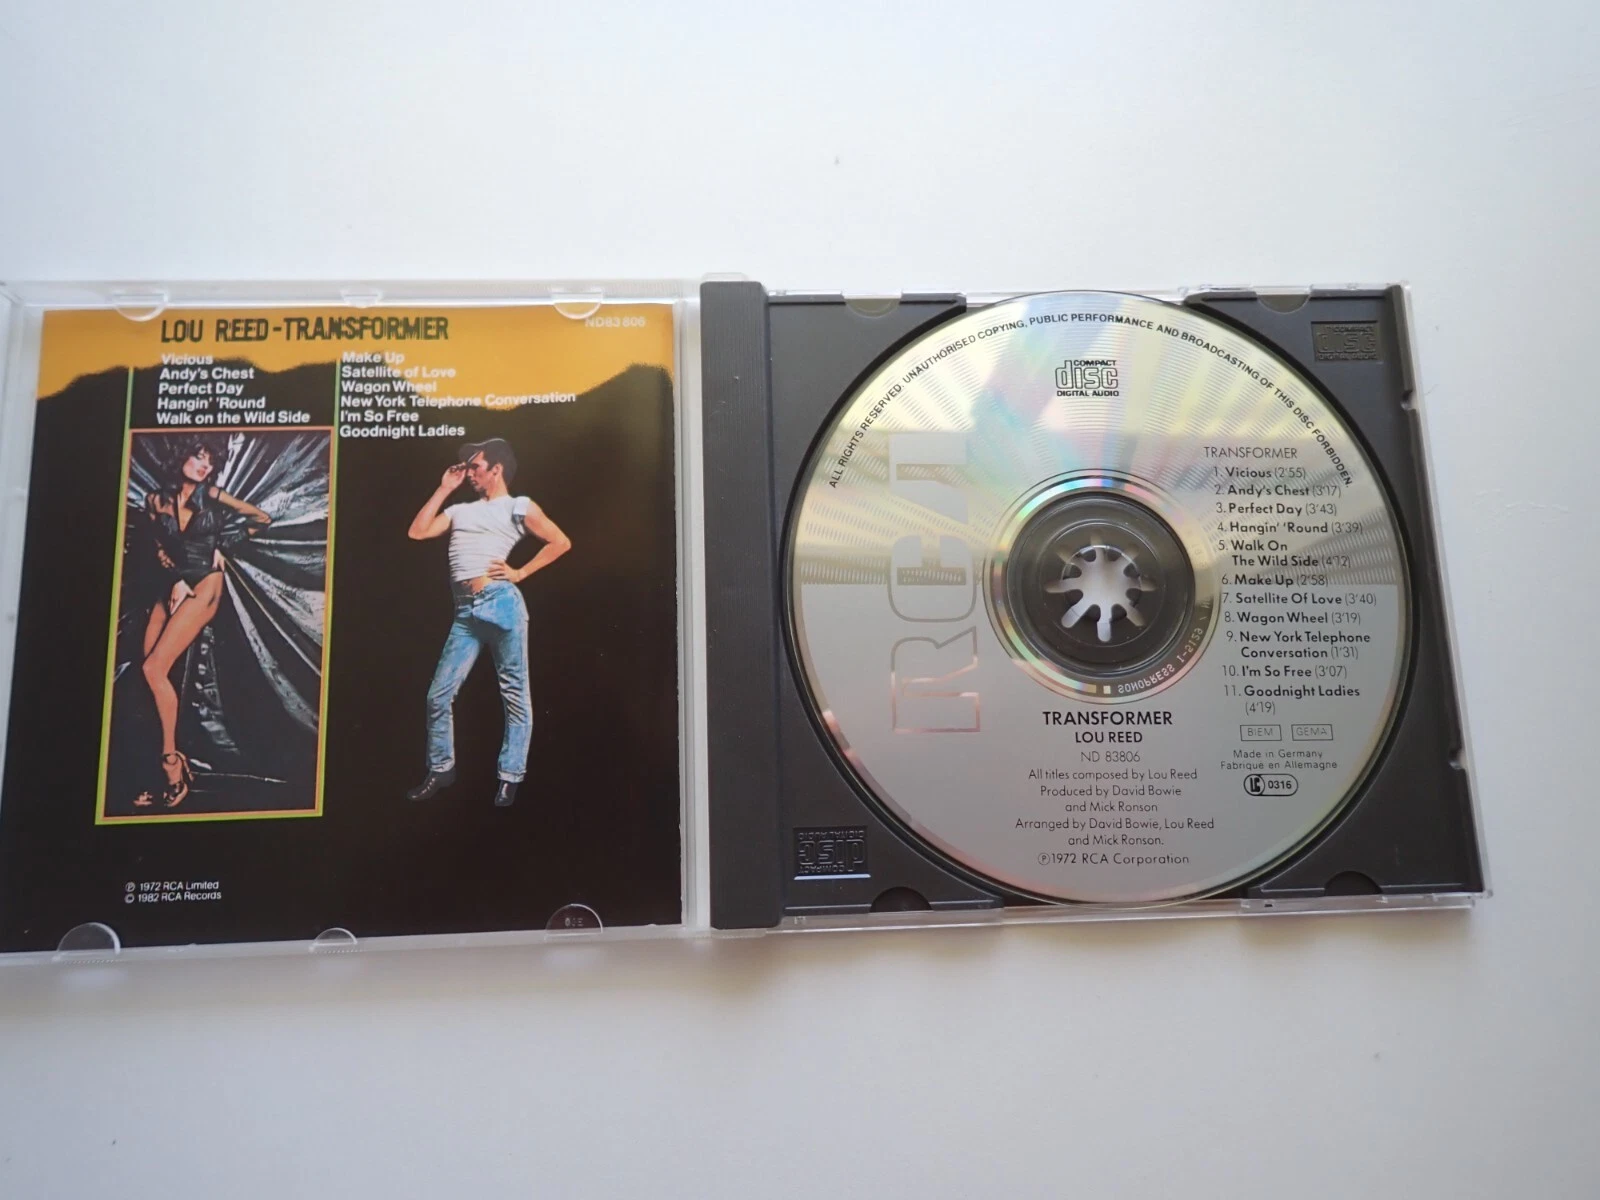 LOU REED-TRANSFORMER
ND83806
Vicious
Andy's Chest
Perfect Day
Hangin' 'Round
Walk on the Wild Side
Make Up
Satellite of Love
Wagon Wheel
New York Telephone Conversation
I'm So Free
Goodnight Ladies
℗ 1972 RCA Limited
© 1982 RCA Records
COMPACT
disc
DIGITAL AUDIO
COMPACT
disc
DIGITAL AUDIO
ALL RIGHTS RESERVED. UNAUTHORISED COPYING, PUBLIC PERFORMANCE AND BROADCASTING OF THIS DISC FORBIDDEN.
COMPACT
disc
DIGITAL AUDIO
RCA
TRANSFORMER
1. Vicious (2'55)
2. Andy's Chest (3'17)
3. Perfect Day (3'43)
4. Hangin' 'Round (3'39)
5. Walk On
The Wild Side (4'12)
6. Make Up (2'58)
7. Satellite Of Love (3'40)
8. Wagon Wheel (3'19)
9. New York Telephone
Conversation (1'31)
10. I'm So Free (3'07)
11. Goodnight Ladies
(4'19)
BIEM GEMA
Made in Germany
Fabrique en Allemagne
LC 0316
SONOPRESS
TRANSFORMER
LOU REED
ND 83806
All titles composed by Lou Reed
Produced by David Bowie
and Mick Ronson
Arranged by David Bowie, Lou Reed
and Mick Ronson.
℗1972 RCA Corporation